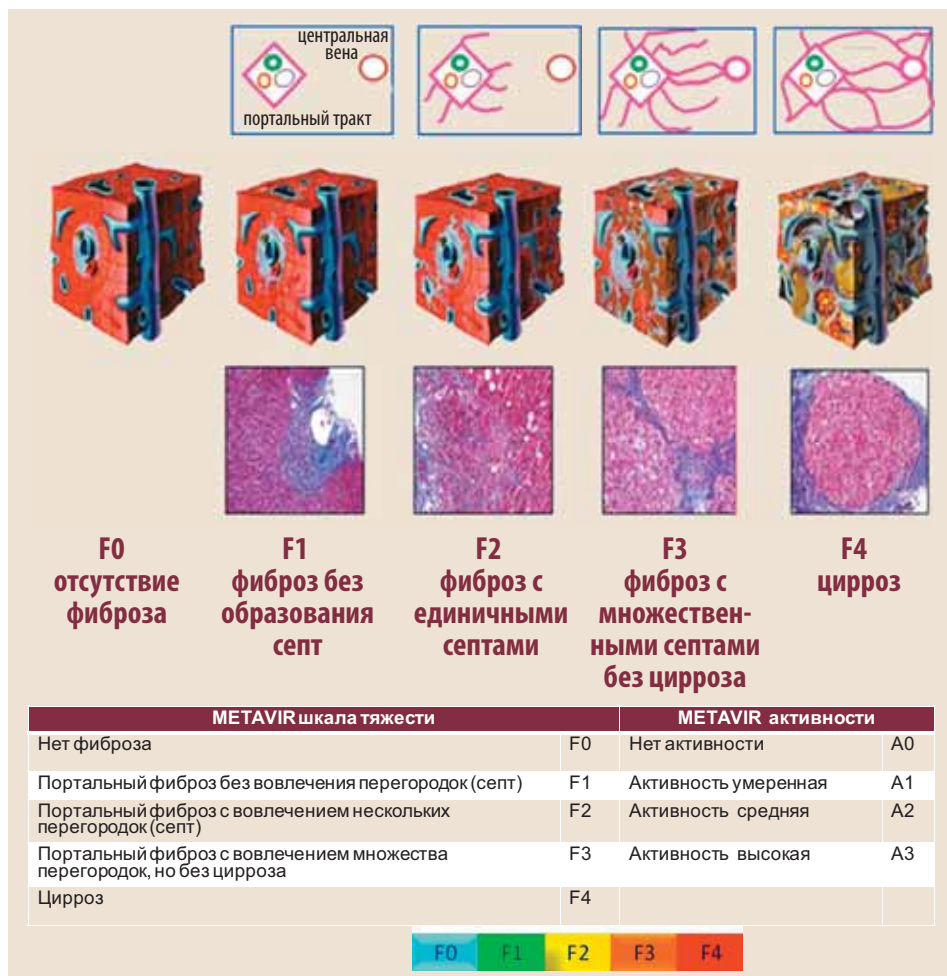 центральная
вена
портальный тракт
F0
отсутствие
фиброза
F1
фиброз без
образования
септ
F2
фиброз с
единичными
септами
F3
фиброз с
множествен-
ными септами
без цирроза
F4
цирроз
METAVIR шкала тяжести METAVIR активности
Нет фиброза F0 Нет активности A0
Портальный фиброз без вовлечения перегородок (септ) F1 Активность умеренная A1
Портальный фиброз с вовлечением нескольких
перегородок (септ) F2 Активность средняя A2
Портальный фиброз с вовлечением множества
перегородок, но без цирроза F3 Активность высокая A3
Цирроз F4
F0 F1 F2 F3 F4